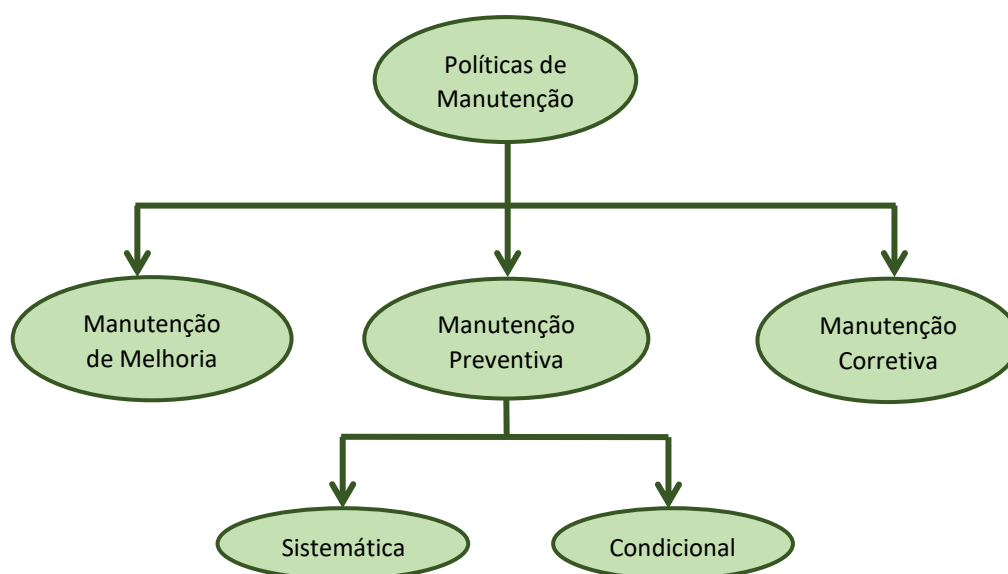 Políticas de
Manutenção
Manutenção
de Melhoria
Manutenção
Preventiva
Manutenção
Corretiva
Sistemática
Condicional